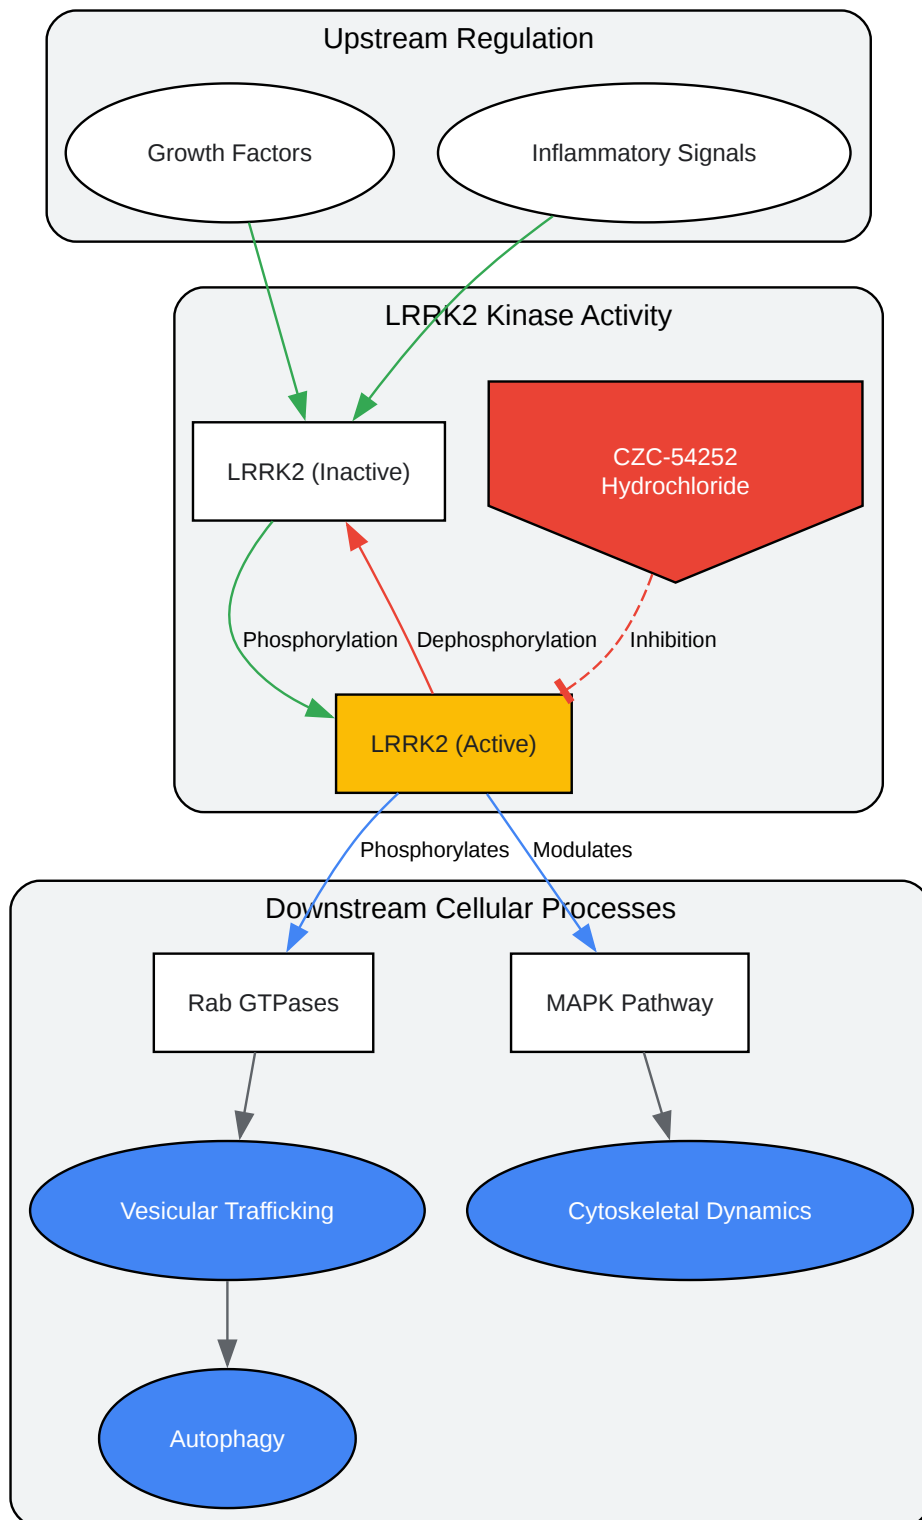 Upstream Regulation
Growth Factors
Inflammatory Signals
LRRK2 Kinase Activity
LRRK2 (Inactive)
CZC-54252
Hydrochloride
Phosphorylation
Dephosphorylation
Inhibition
LRRK2 (Active)
Phosphorylates
Modulates
Downstream Cellular Processes
Rab GTPases
MAPK Pathway
Vesicular Trafficking
Cytoskeletal Dynamics
Autophagy